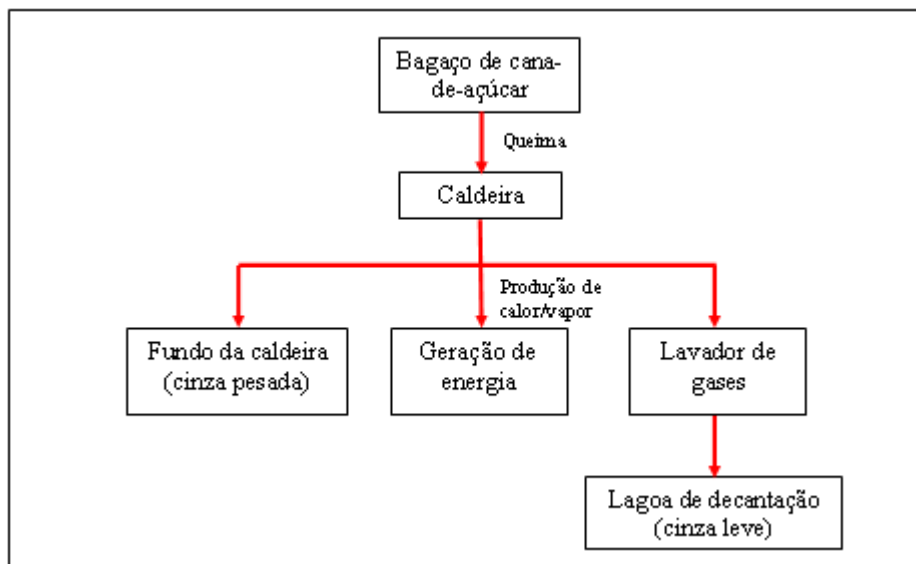 Bagaço de cana-
de-açúcar
Queima
Caldeira
Produção de
calor/vapor
Fundo da caldeira
(cinza pesada)
Geração de
energia
Lavador de
gases
Lagoa de decantação
(cinza leve)